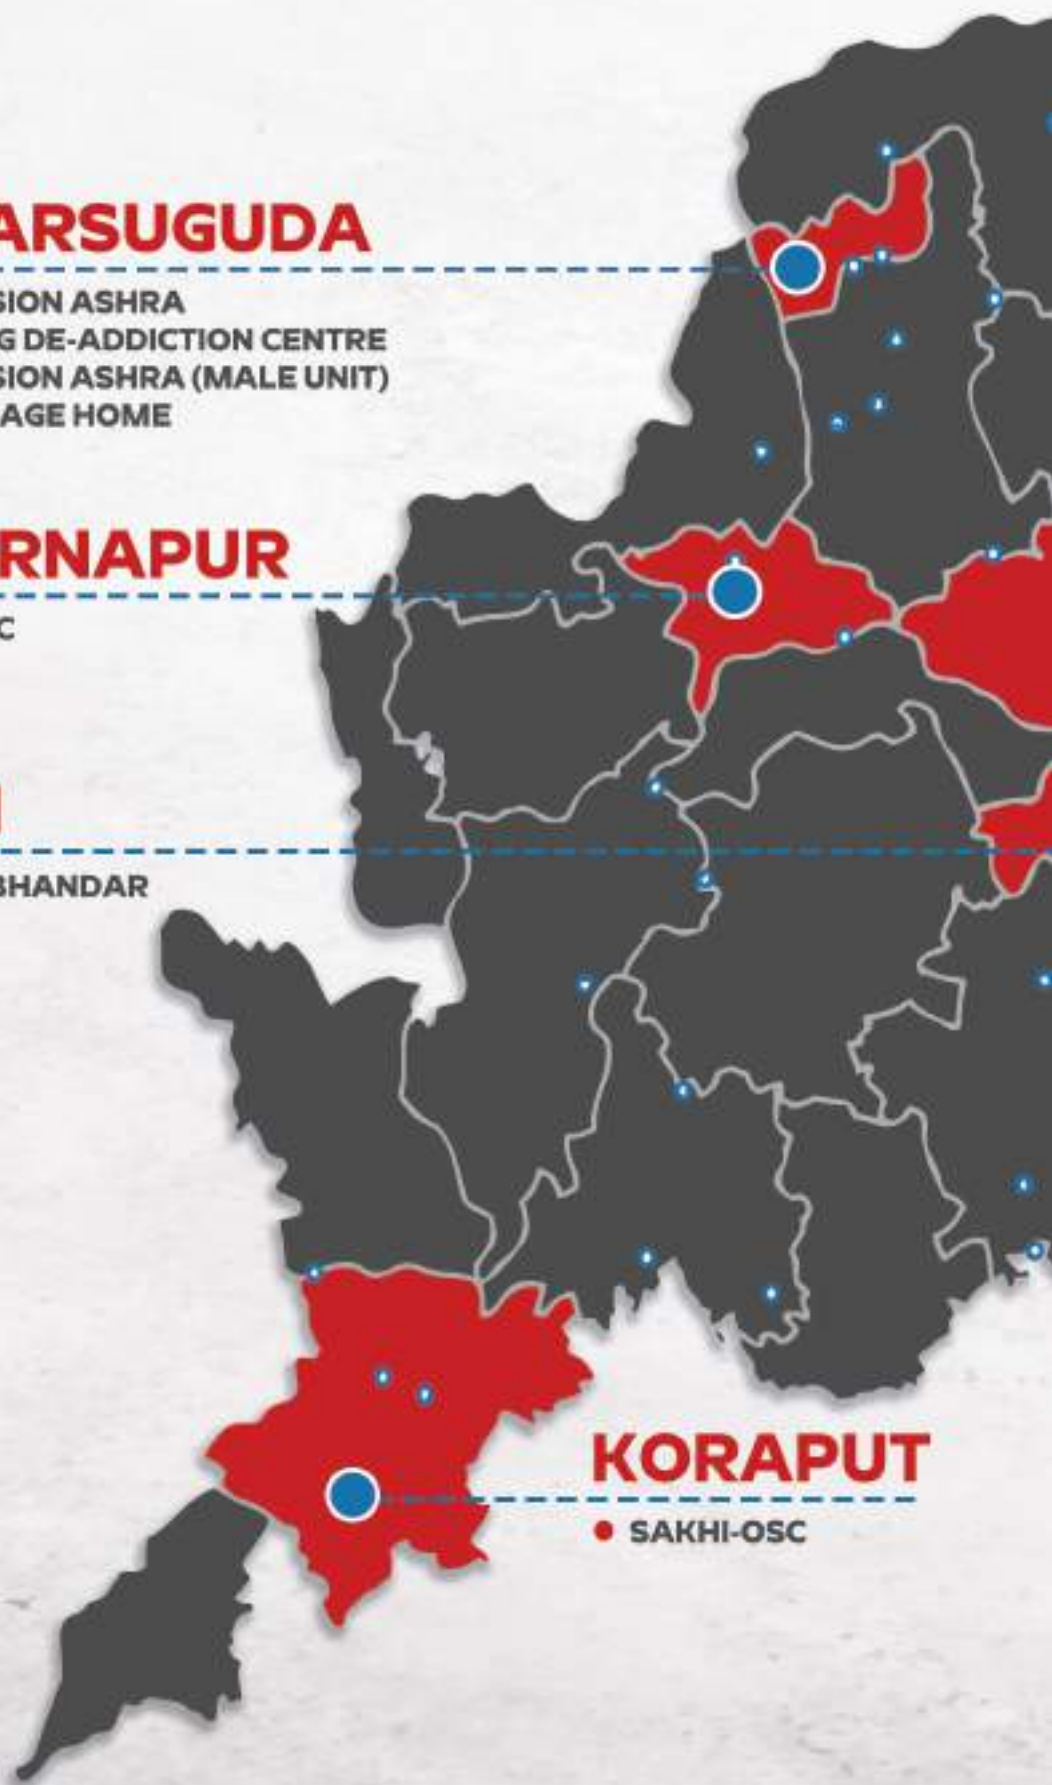 ARSUGUDA
SION ASHRA
G DE-ADDICTION CENTRE
SION ASHRA (MALE UNIT)
AGE HOME
RNAPUR
C
BHANDAR
KORAPUT
• SAKHI-OSC